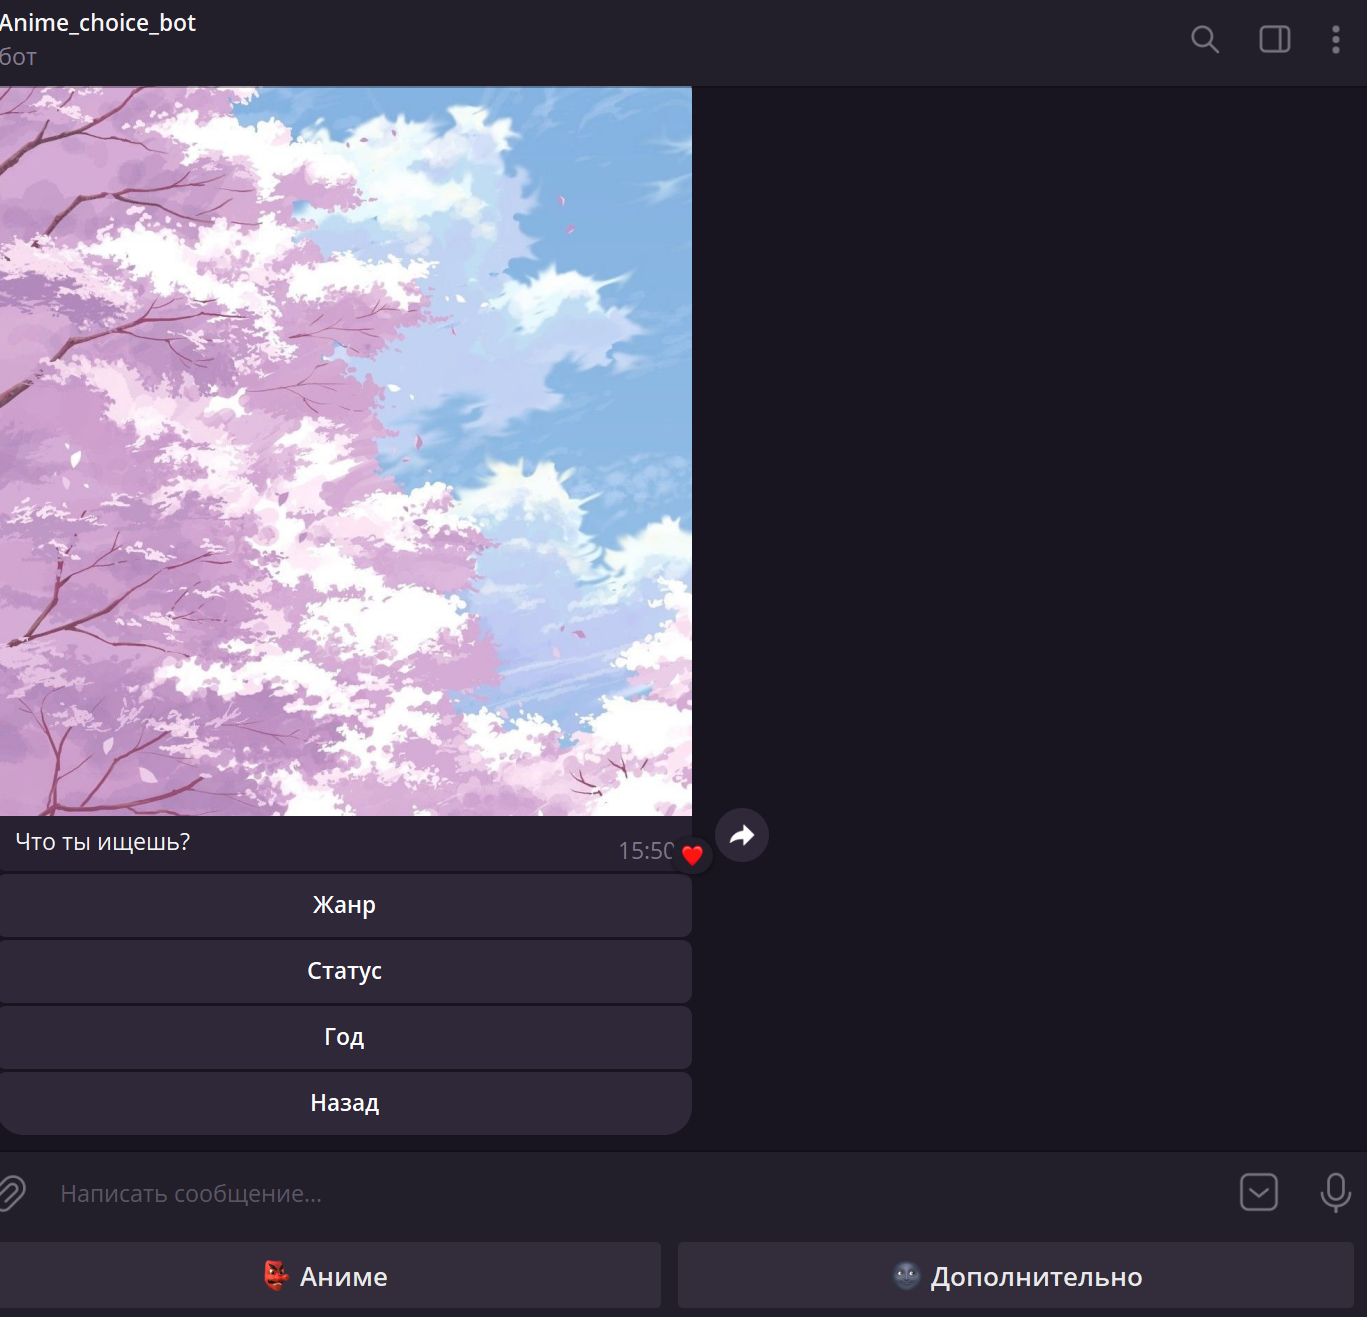 Anime_choice_bot
бот
Что ты ищешь?
15:50
Жанр
Статус
Год
Назад
Написать сообщение...
👺 Аниме
🌚 Дополнительно